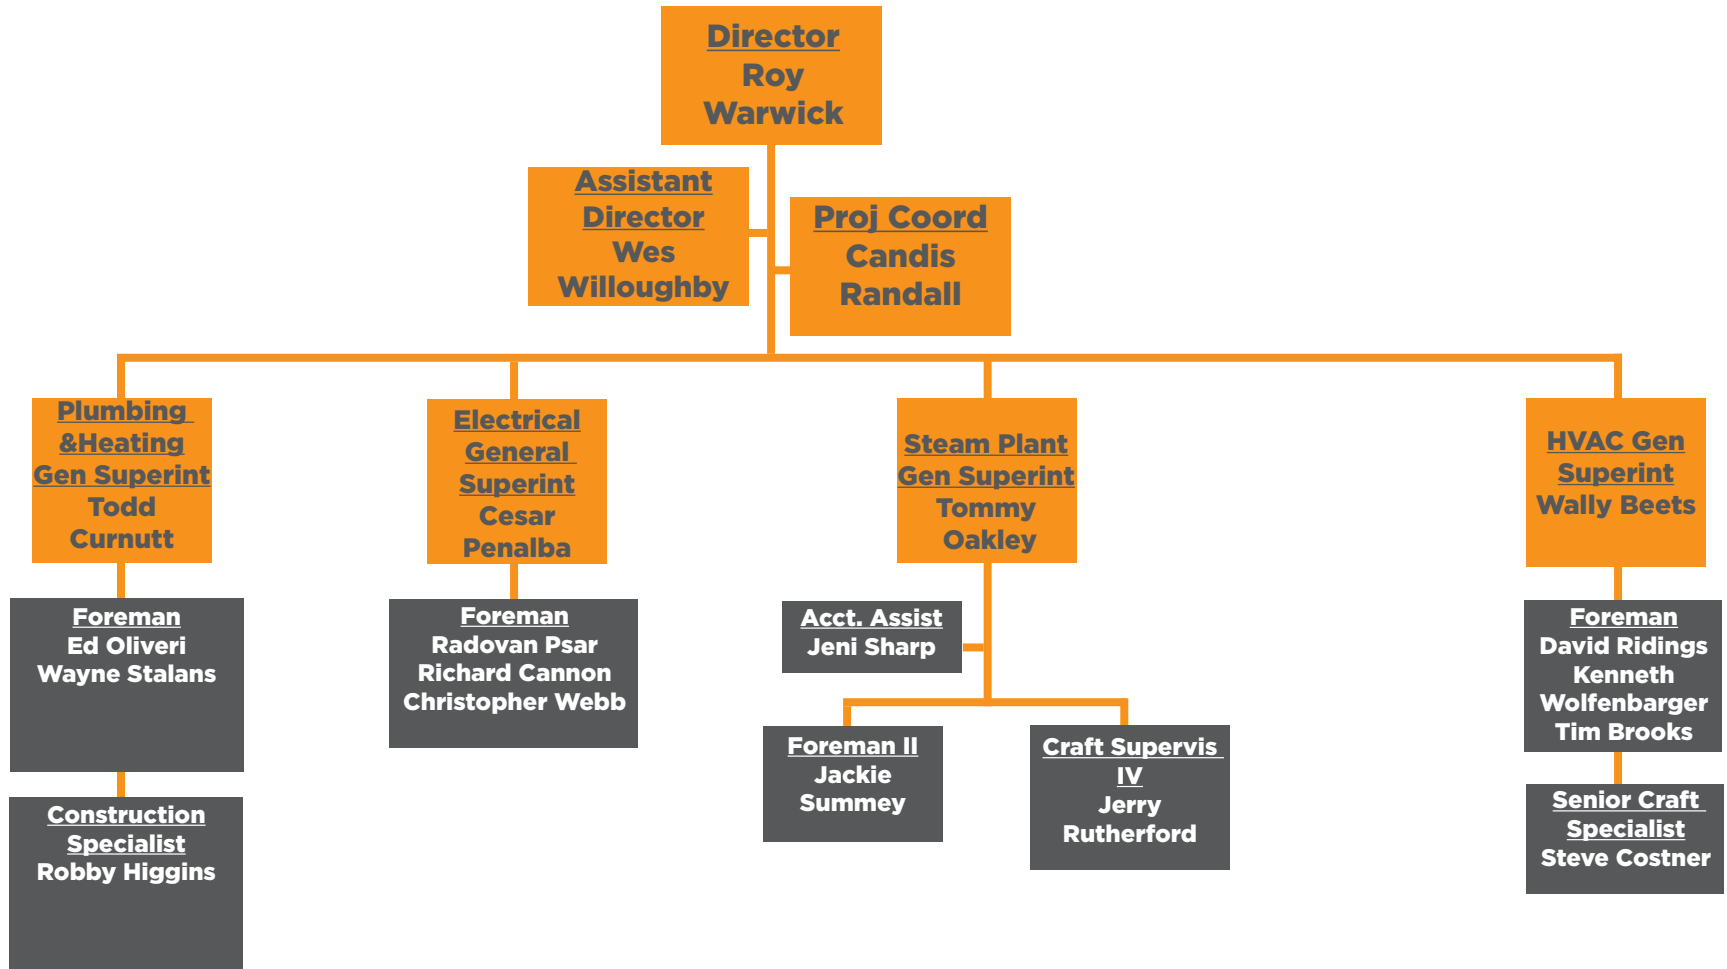 Director
Roy
Warwick
Assistant
Director
Wes
Willoughby
Proj Coord
Candis
Randall
Plumbing
&Heating
Gen Superint
Todd
Curnutt
Electrical
General
Superint
Cesar
Penalba
Steam Plant
Gen Superint
Tommy
Oakley
HVAC Gen
Superint
Wally Beets
Foreman
Ed Oliveri
Wayne Stalans
Foreman
Radovan Psar
Richard Cannon
Christopher Webb
Acct. Assist
Jeni Sharp
Foreman
David Ridings
Kenneth
Wolfenbarger
Tim Brooks
Foreman II
Jackie
Summey
Craft Supervis
IV
Jerry
Rutherford
Construction
Specialist
Robby Higgins
Senior Craft
Specialist
Steve Costner